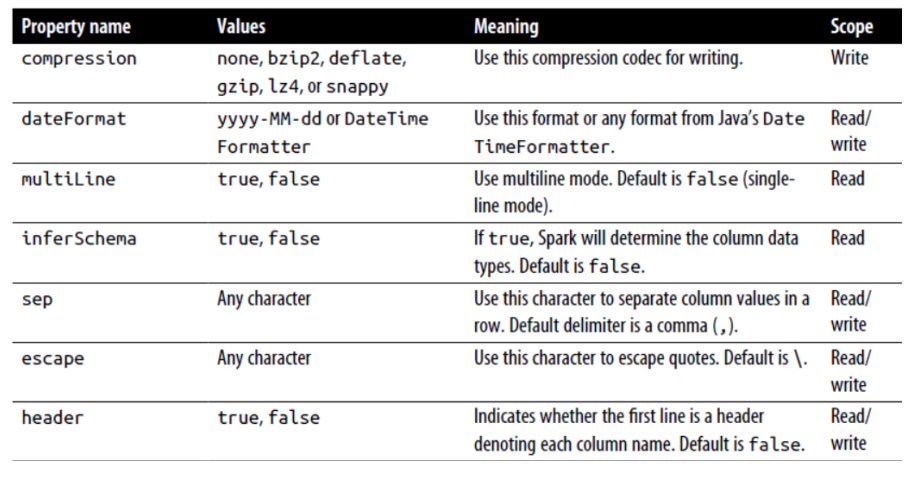 Property name Values Meaning Scope
compression none, bzip2, deflate, Use this compression codec for writing. Write
gzip, lz4, or snappy
dateFormat yyyy-MM-dd or DateTime Use this format or any format from Java's Date Read/
Formatter TimeFormatter. write
multiLine true, false Use multiline mode. Default is false (single- Read
line mode).
inferSchema true, false If true, Spark will determine the column data Read
types. Default is false.
sep Any character Use this character to separate column values in a Read/
row. Default delimiter is a comma (,). write
escape Any character Use this character to escape quotes. Default is \. Read/
write
header true, false Indicates whether the first line is a header Read/
denoting each column name. Default is false. write